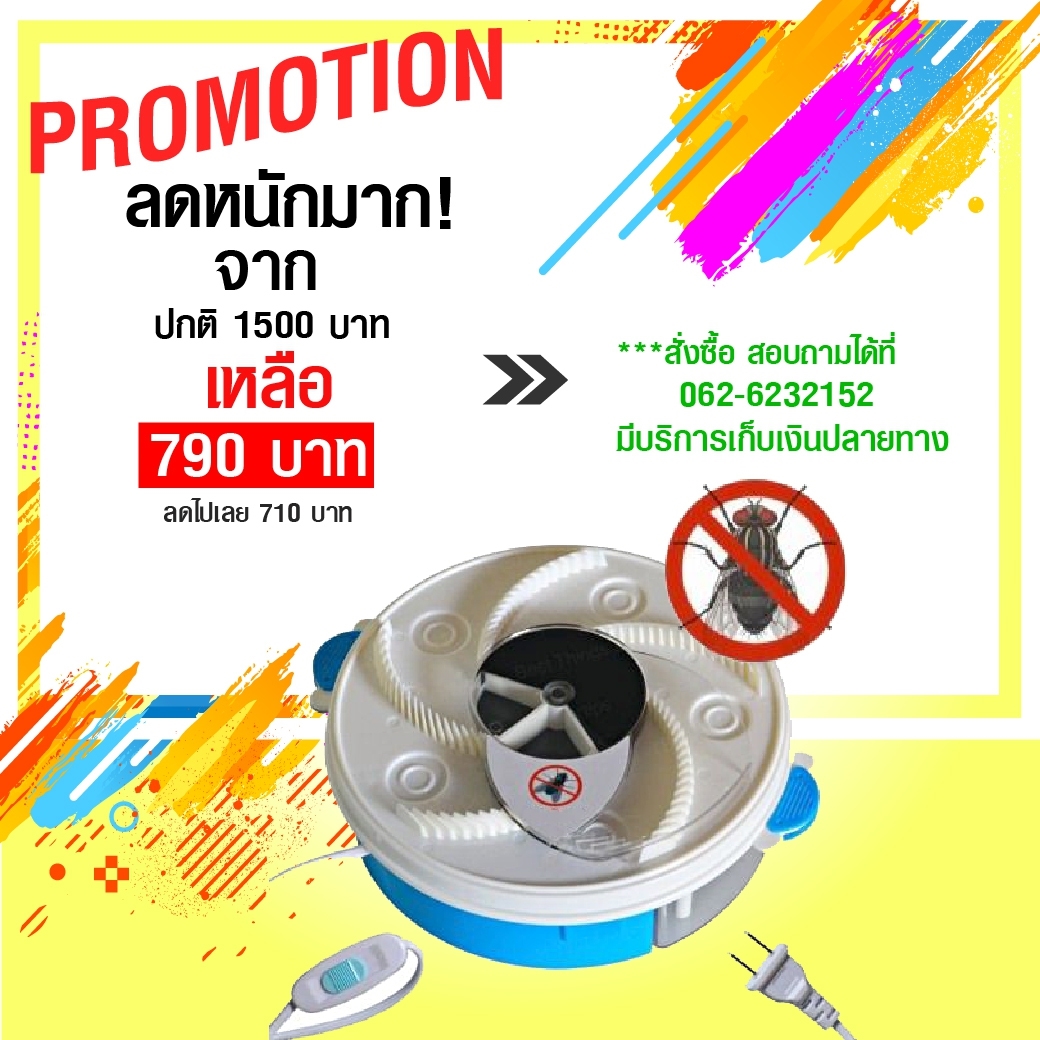 PROMOTION
ลดหนักมาก!
จาก
ปกติ 1500 บาท
เหลือ
790 บาท
ลดไปเลย 710 บาท
***สั่งซื้อ สอบถามได้ที่
062-6232152
มีบริการเก็บเงินปลายทาง
Best Things